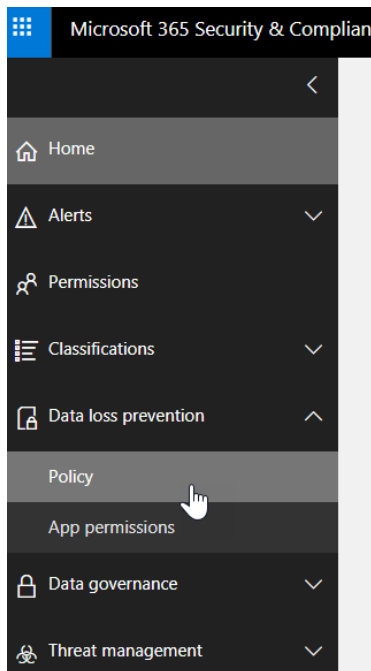 Microsoft 365 Security & Complian
Home
Alerts
Permissions
Classifications
Data loss prevention
Policy
App permissions
Data governance
Threat management